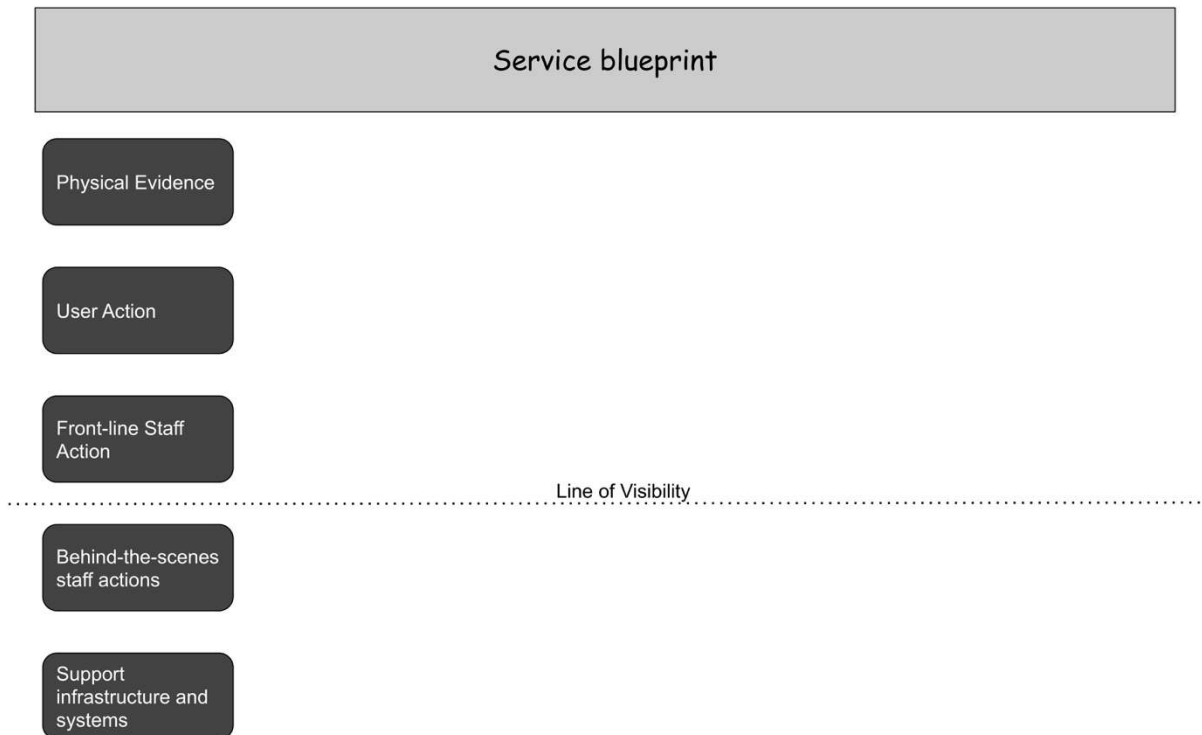 Service blueprint
Physical Evidence
User Action
Front-line Staff
Action
Line of Visibility
Behind-the-scenes
staff actions
Support
infrastructure and
systems